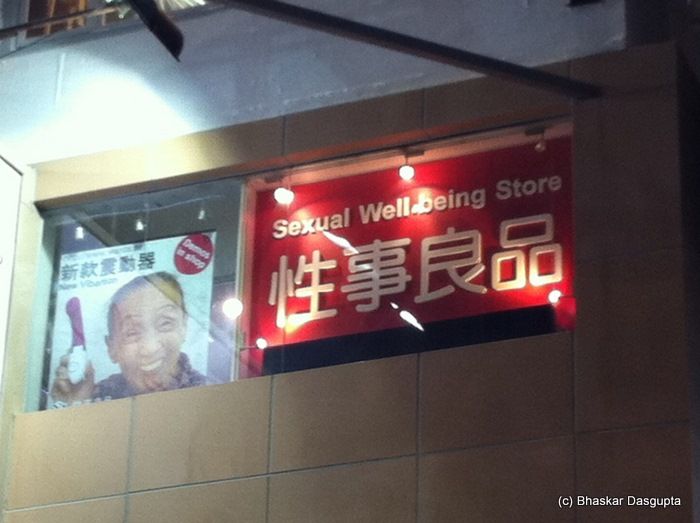 Sexual Well-being Store
性事良品
Demos
in shop
新款震動器
New Vibrator
(c) Bhaskar Dasgupta